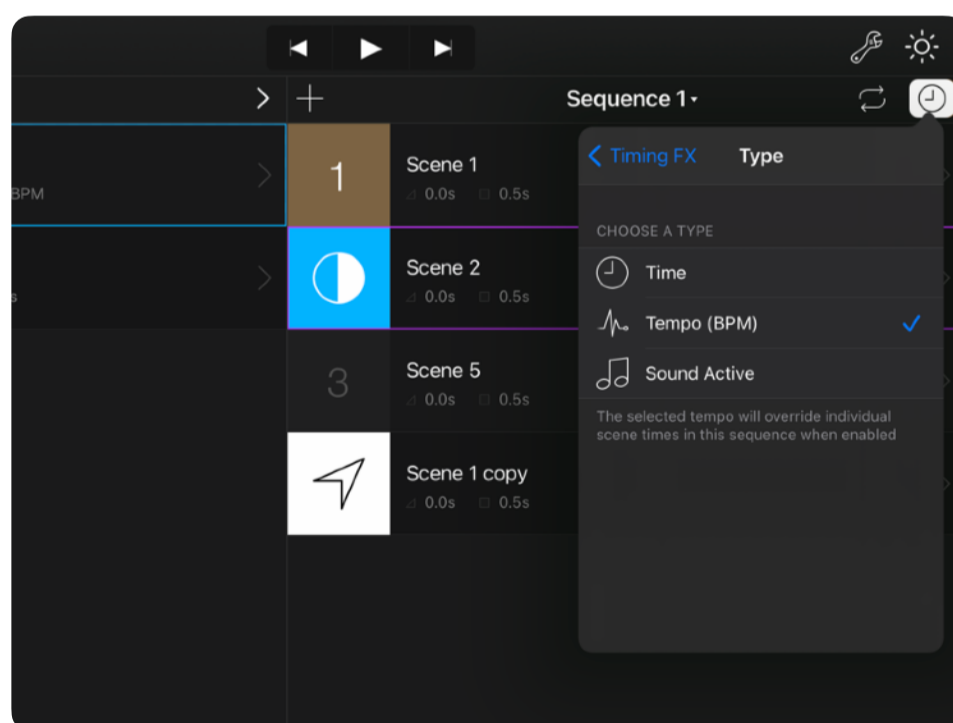 Sequence 1
BPM
s
1
Scene 1
0.0s 0.5s
Scene 2
0.0s 0.5s
3
Scene 5
0.0s 0.5s
Scene 1 copy
0.0s 0.5s
Timing FX
Type
CHOOSE A TYPE
Time
Tempo (BPM)
Sound Active
The selected tempo will override individual
scene times in this sequence when enabled